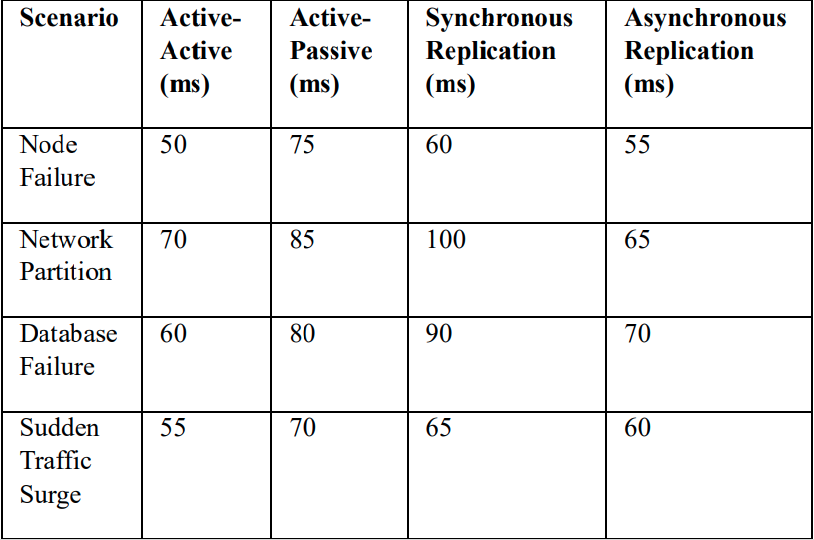 Scenario Active-Active (ms) Active-Passive (ms) Synchronous Replication (ms) Asynchronous Replication (ms)
Node Failure 50 75 60 55
Network Partition 70 85 100 65
Database Failure 60 80 90 70
Sudden Traffic Surge 55 70 65 60